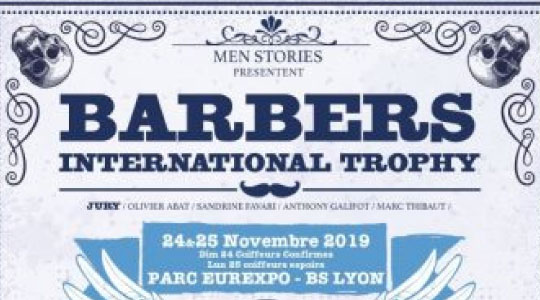 MEN STORIES
PRESENTENT
BARBERS
INTERNATIONAL TROPHY
JURY / OLIVIER ABAT / SANDRINE FAVARI / ANTHONY GALIFOT / MARC THIBAUT /
24&25 Novembre 2019
Dim 24 Coiffeurs Confirmes
Lun 25 coiffeurs espoirs
PARC EUREXPO - BS LYON